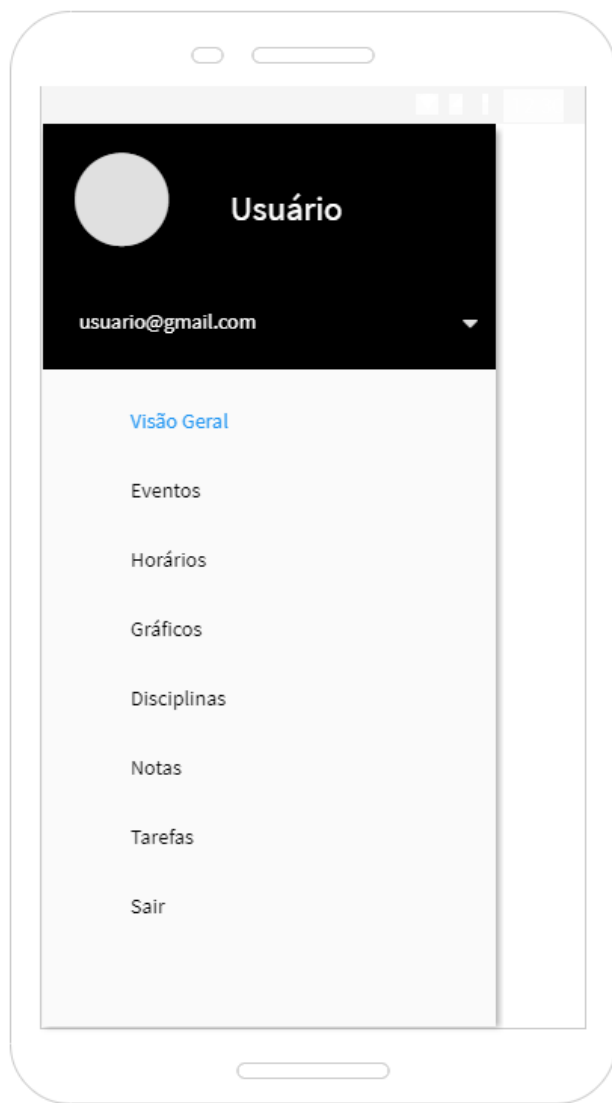 Usuário
usuario@gmail.com
Visão Geral
Eventos
Horários
Gráficos
Disciplinas
Notas
Tarefas
Sair